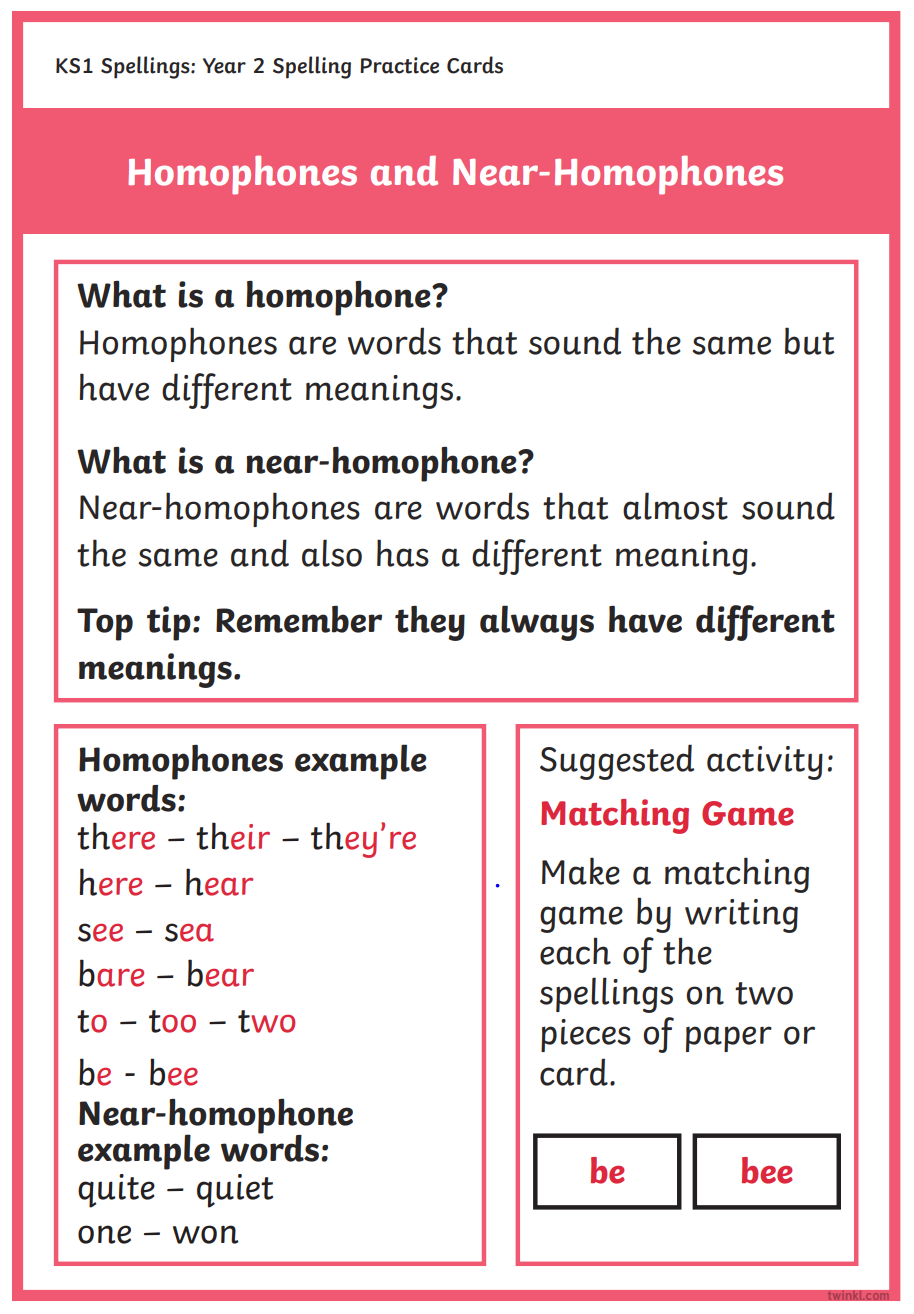 KS1 Spellings: Year 2 Spelling Practice Cards
Homophones and Near-Homophones
What is a homophone?
Homophones are words that sound the same but
have different meanings.
What is a near-homophone?
Near-homophones are words that almost sound
the same and also has a different meaning.
Top tip: Remember they always have different
meanings.
Homophones example
words:
there – their – they’re
here – hear
see – sea
bare – bear
to – too – two
be - bee
Near-homophone
example words:
quite – quiet
one – won
Suggested activity:
Matching Game
Make a matching
game by writing
each of the
spellings on two
pieces of paper or
card.
be
bee
twinkl.com